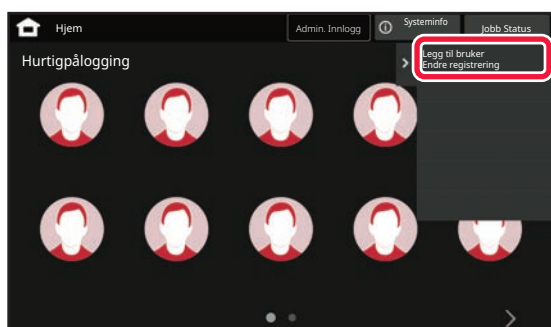 Hjem
Admin. Innlogg
Systeminfo
Jobb Status
Hurtigpålogging
Legg til bruker
Endre registrering